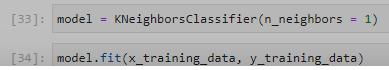 [33]: model = KNeighborsClassifier(n_neighbors = 1)
[34]: model.fit(x_training_data, y_training_data)